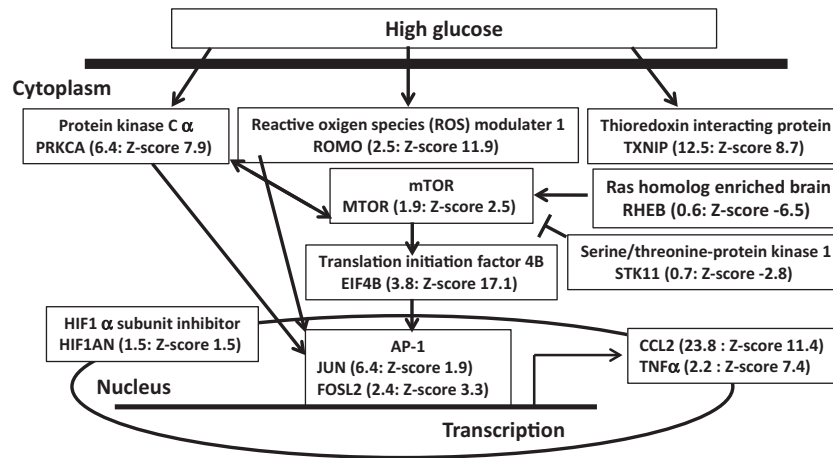 High glucose
Cytoplasm
Protein kinase C α
PRKCA (6.4: Z-score 7.9)
Reactive oxigen species (ROS) modulater 1
ROMO (2.5: Z-score 11.9)
Thioredoxin interacting protein
TXNIP (12.5: Z-score 8.7)
mTOR
MTOR (1.9: Z-score 2.5)
Ras homolog enriched brain
RHEB (0.6: Z-score -6.5)
Serine/threonine-protein kinase 1
STK11 (0.7: Z-score -2.8)
Translation initiation factor 4B
EIF4B (3.8: Z-score 17.1)
HIF1 α subunit inhibitor
HIF1AN (1.5: Z-score 1.5)
AP-1
JUN (6.4: Z-score 1.9)
FOSL2 (2.4: Z-score 3.3)
CCL2 (23.8 : Z-score 11.4)
TNFα (2.2 : Z-score 7.4)
Nucleus
Transcription